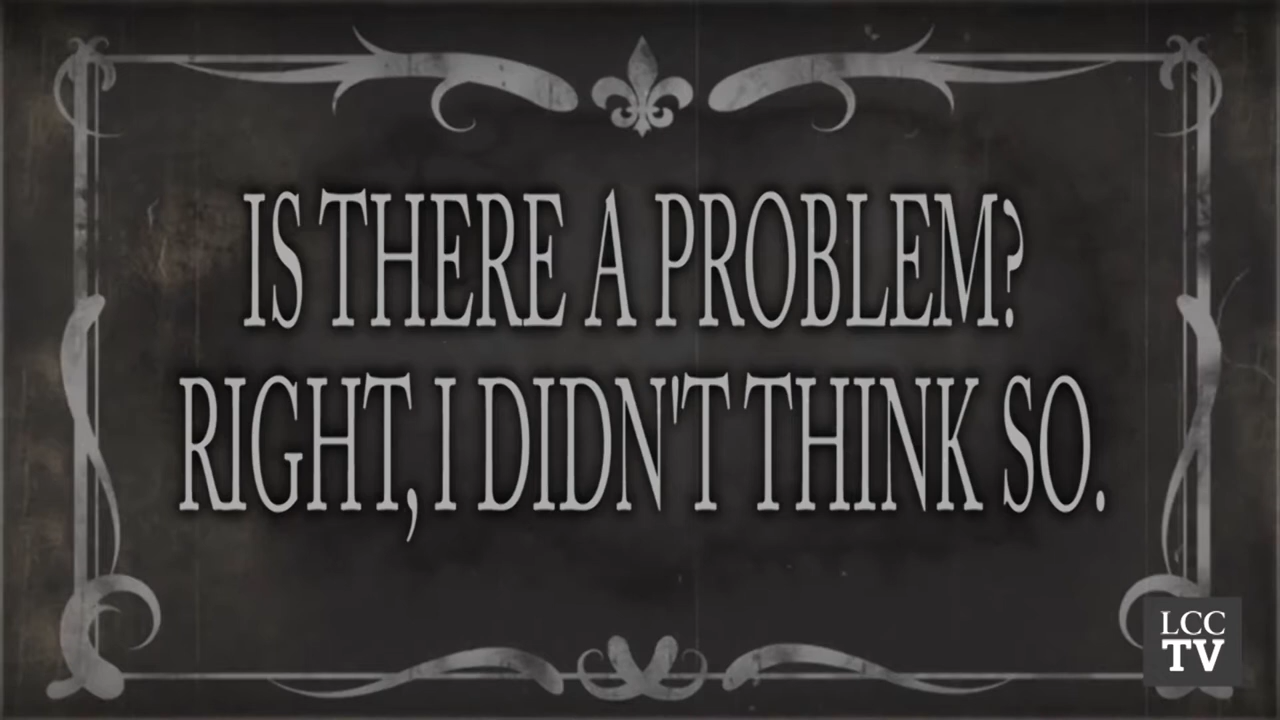 IS THERE A PROBLEM?
RIGHT, I DIDN'T THINK SO.
LCC
TV